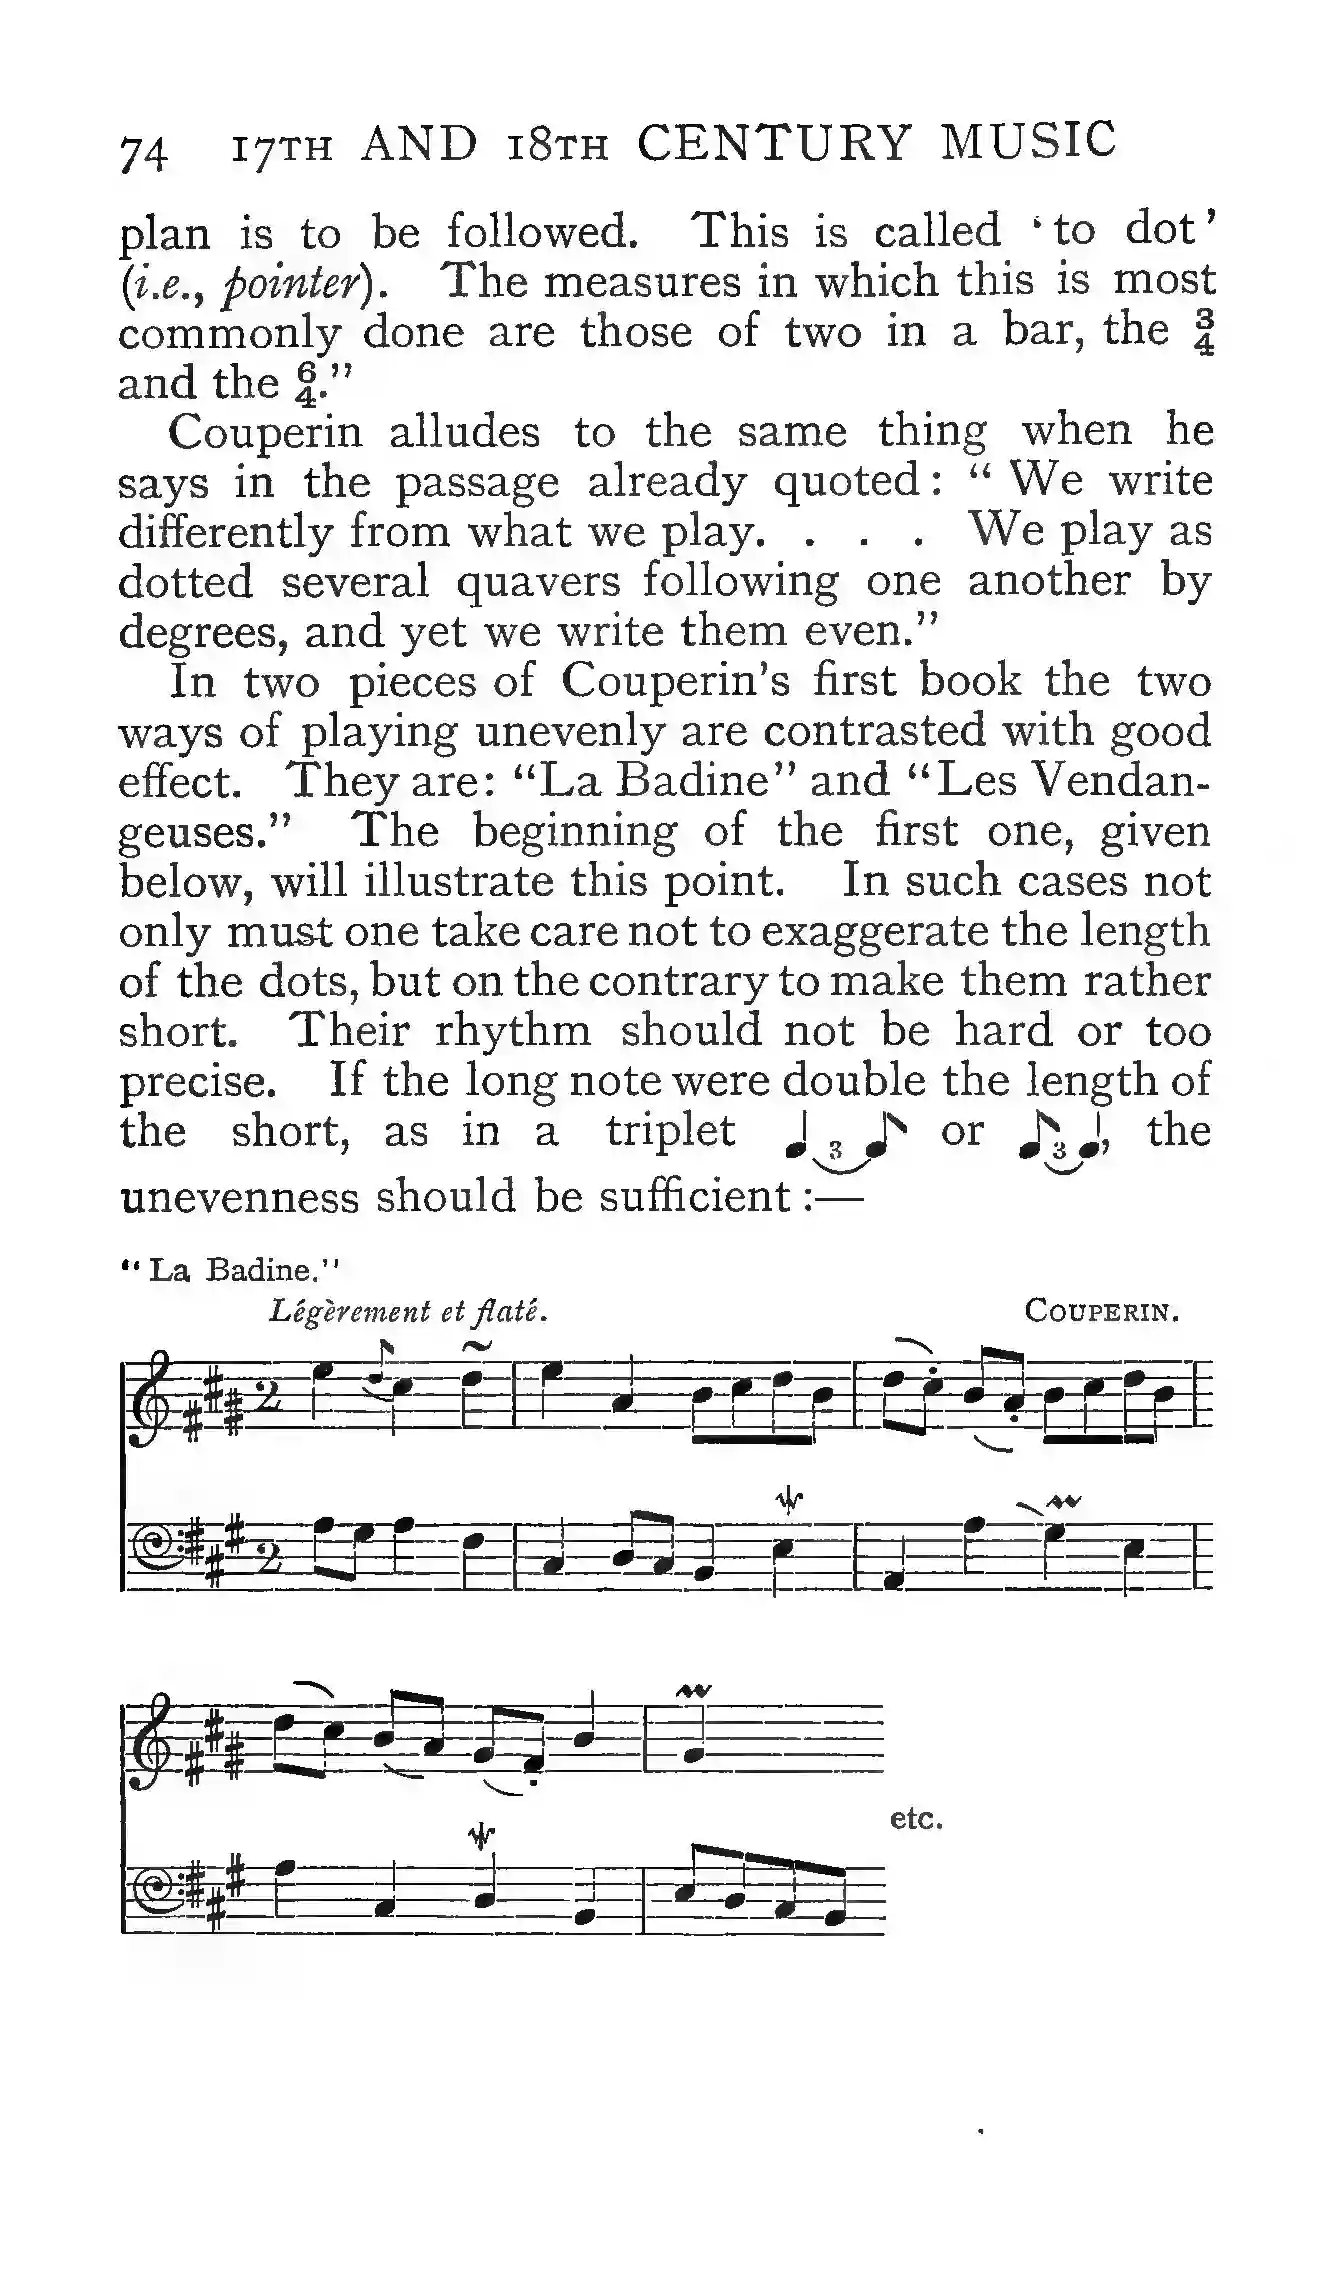 74 17TH AND 18TH CENTURY MUSIC
plan is to be followed. This is called ‘to dot’
(i.e., pointer). The measures in which this is most
commonly done are those of two in a bar, the 3/4
and the 6/4.”
Couperin alludes to the same thing when he
says in the passage already quoted: “We write
differently from what we play. . . . We play as
dotted several quavers following one another by
degrees, and yet we write them even.”
In two pieces of Couperin’s first book the two
ways of playing unevenly are contrasted with good
effect. They are: “La Badine” and “Les Vendan-
geuses.” The beginning of the first one, given
below, will illustrate this point. In such cases not
only must one take care not to exaggerate the length
of the dots, but on the contrary to make them rather
short. Their rhythm should not be hard or too
precise. If the long note were double the length of
the short, as in a triplet ♩ 3 ♪ or ♪ 3 ♩, the
unevenness should be sufficient:—
“La Badine.”
Légèrement et flaté. COUPERIN.
2
2
etc.